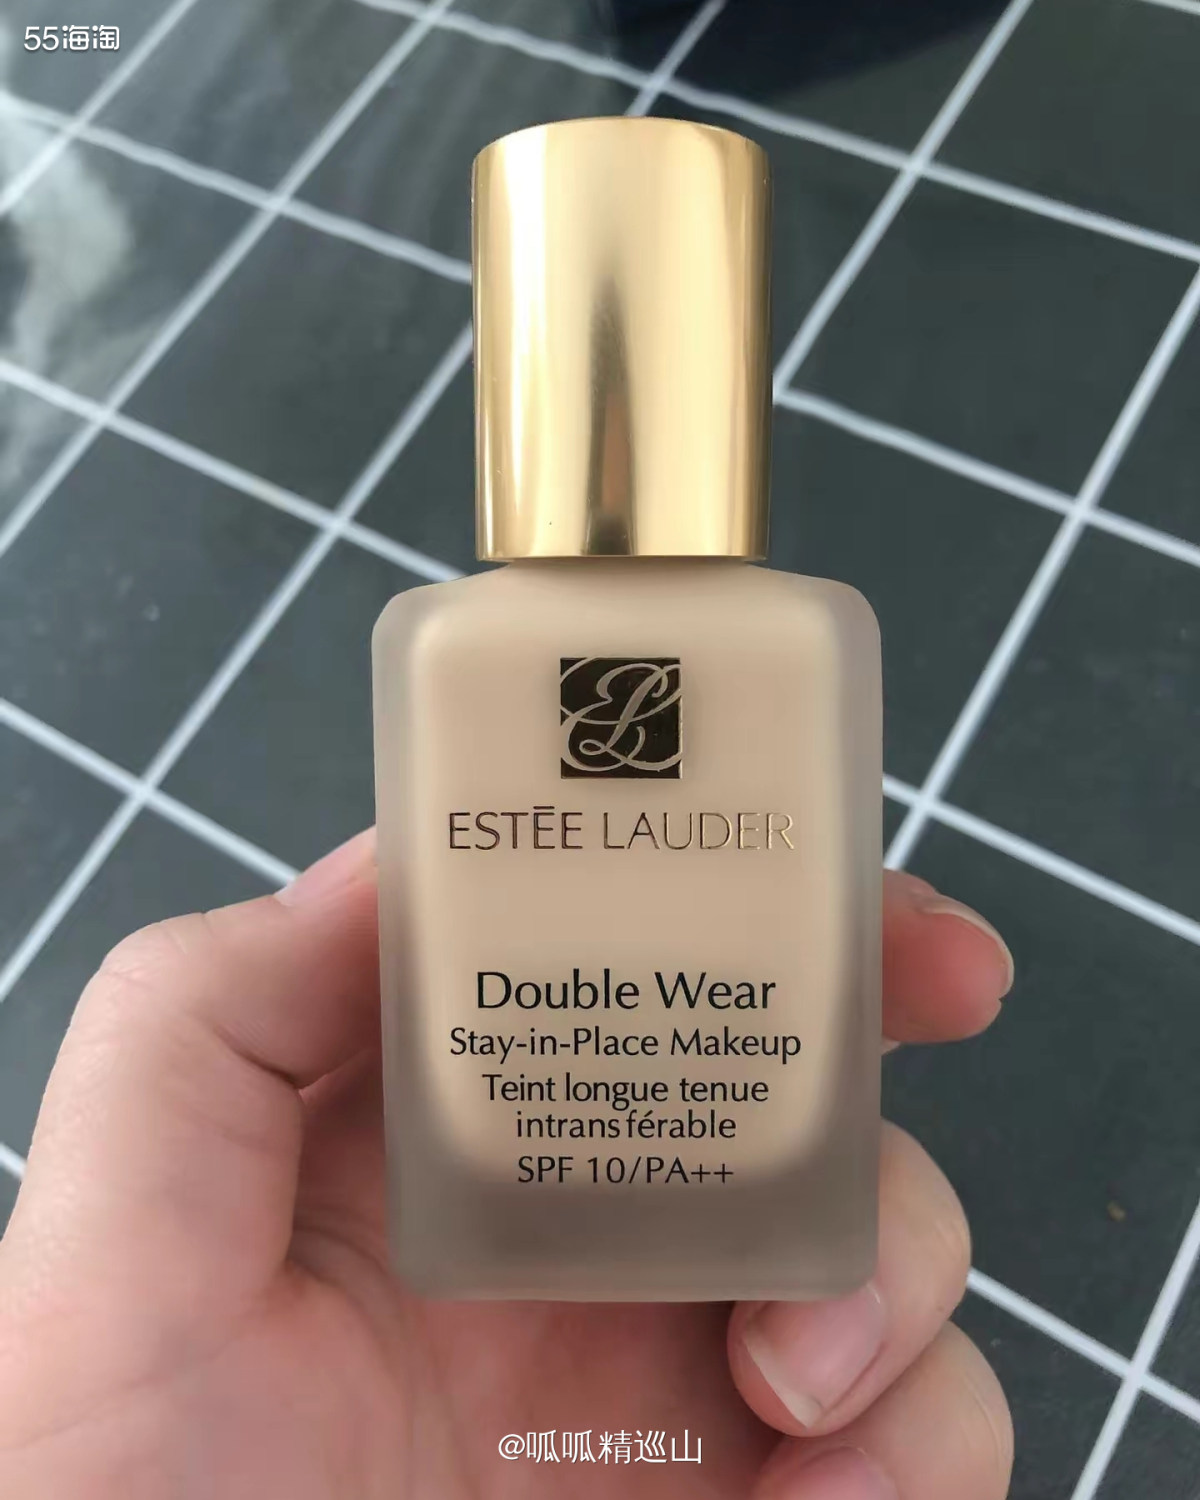 55海淘
ESTĒE LAUDER
Double Wear
Stay-in-Place Makeup
Teint longue tenue
intransférable
SPF 10/PA++
@呱呱精巡山